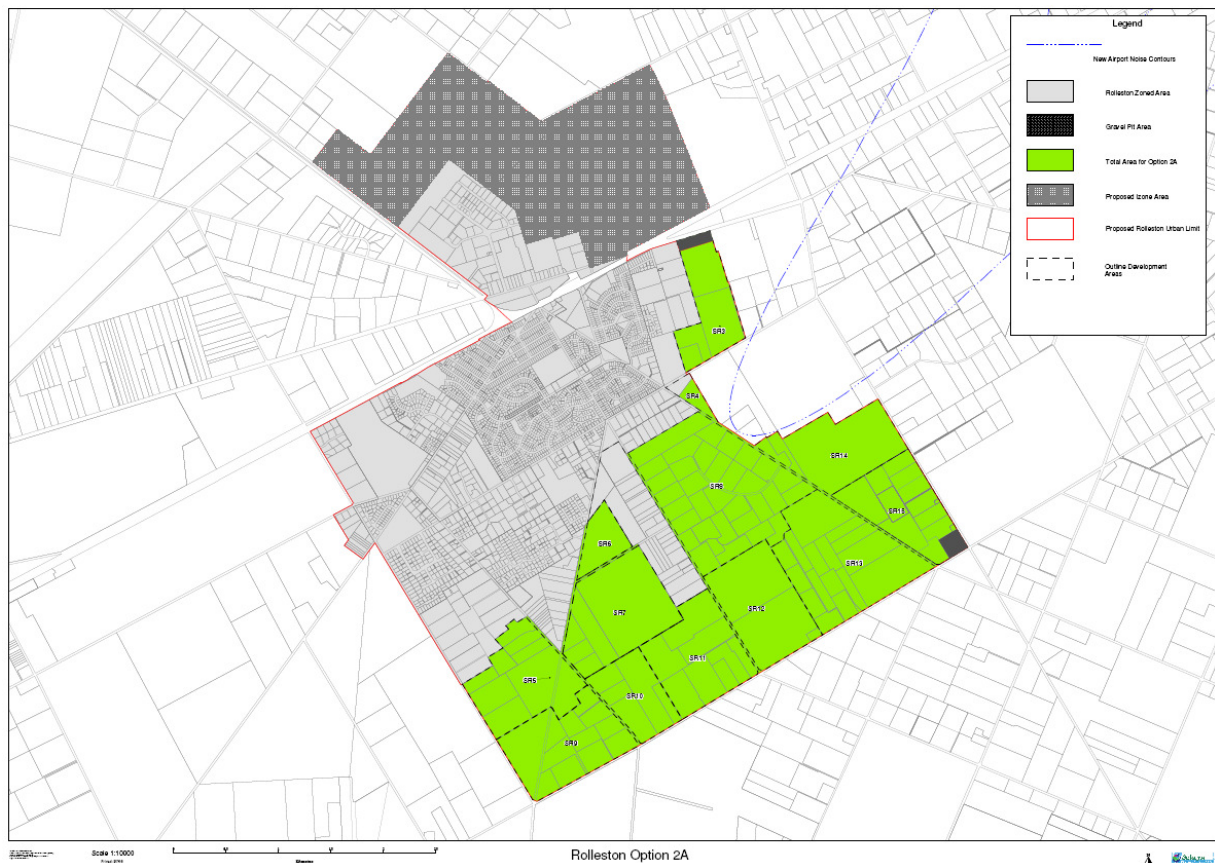 Legend
New Airport Noise Contours
Rolleston Zoned Area
Gravel Pit Area
Total Area for Option 2A
Proposed Izone Area
Proposed Rolleston Urban Limit
Outline Development
Areas
SR3
SR4
SR14
SR6
SR13
SR7
SR12
SR11
SR5
SR10
SR9
Scale 1:10000
Rolleston Option 2A